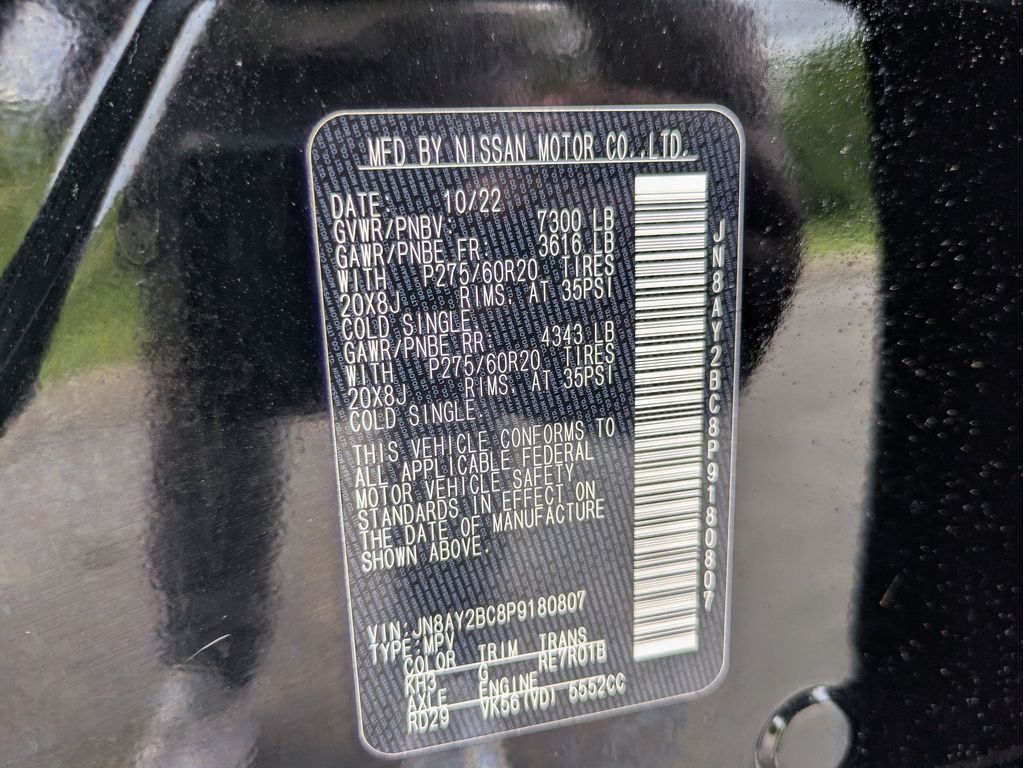 MFD BY NISSAN MOTOR CO.,LTD.
DATE: 10/22
GVWR/PNBV: 7300 LB
GAWR/PNBE FR: 3616 LB
WITH P275/60R20 TIRES
20X8J RIMS, AT 35PSI
COLD SINGLE.
GAWR/PNBE RR: 4343 LB
WITH P275/60R20 TIRES
20X8J RIMS, AT 35PSI
COLD SINGLE.
THIS VEHICLE CONFORMS TO
ALL APPLICABLE FEDERAL
MOTOR VEHICLE SAFETY
STANDARDS IN EFFECT ON
THE DATE OF MANUFACTURE
SHOWN ABOVE.
VIN:JN8AY2BC8P9180807
TYPE:MPV
COLOR TRIM TRANS
KH3 G RE7R01B
AXLE ENGINE
RD29 VK56(VD) 5552CC
JN8AY2BC8P9180807